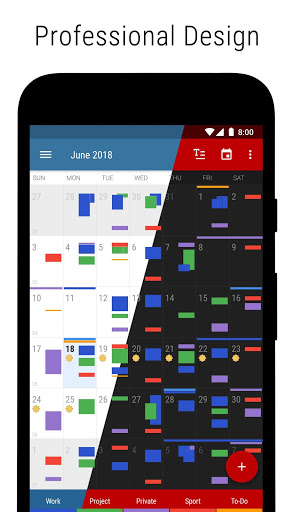 Professional Design
8:00
June 2018
SUN MON TUE WED THU FRI SAT
27 28 29 30 31 1 2
3 4 5 6 7 8 9
10 11 12 13 14 15 16
17 18 19 20 21 22 23
24 25 26 27 28 29 30
1 2 3 4 5 6 7
+
Work Project Private Sport To-Do